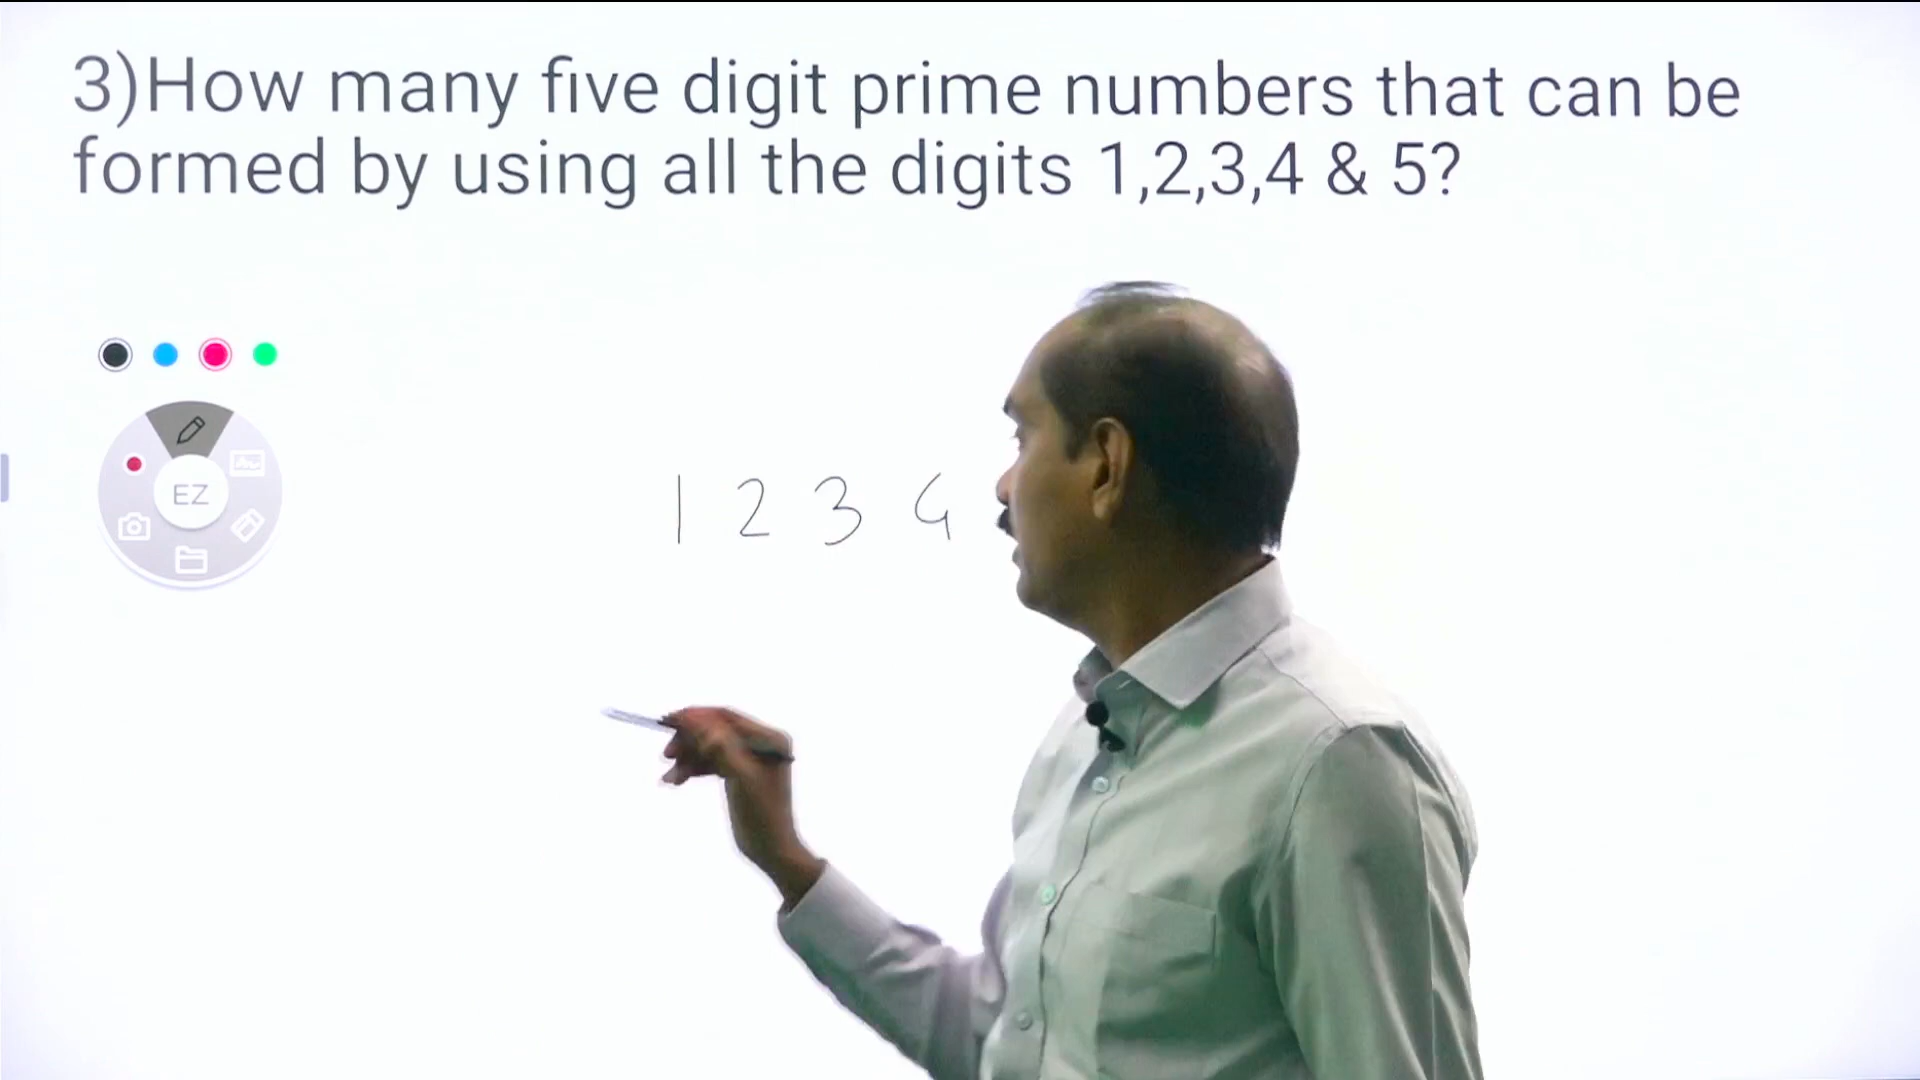 3)How many five digit prime numbers that can be
formed by using all the digits 1,2,3,4 & 5?
EZ
1 2 3 4